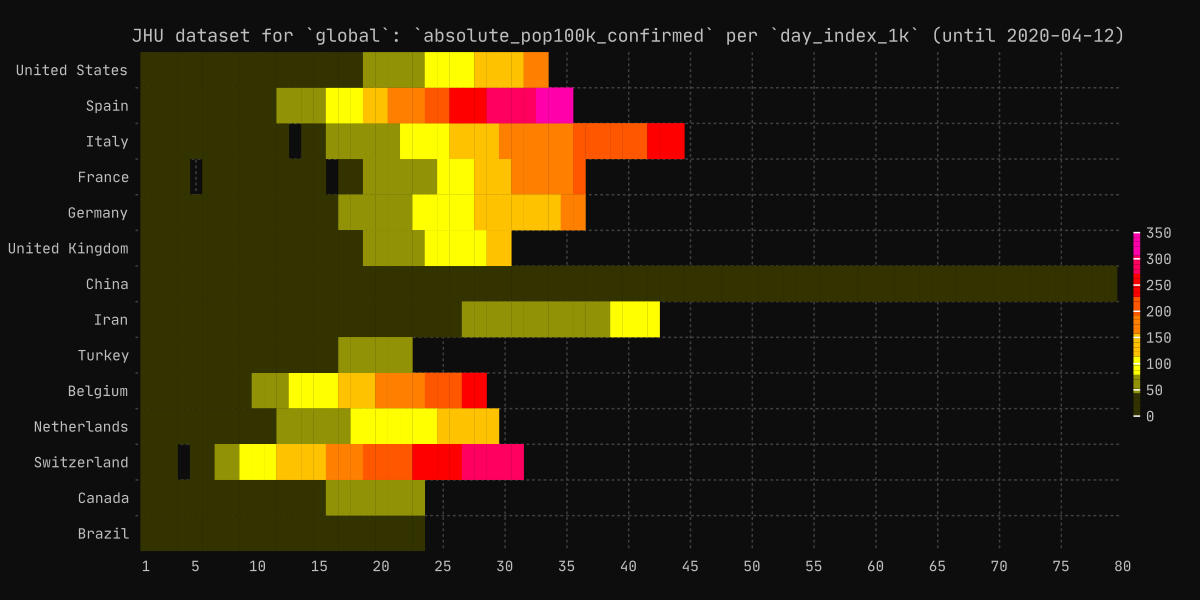 JHU dataset for `global`: `absolute_pop100k_confirmed` per `day_index_1k` (until 2020-04-12)
United States
Spain
Italy
France
Germany
United Kingdom
China
Iran
Turkey
Belgium
Netherlands
Switzerland
Canada
Brazil
350
300
250
200
150
100
50
0
1 5 10 15 20 25 30 35 40 45 50 55 60 65 70 75 80